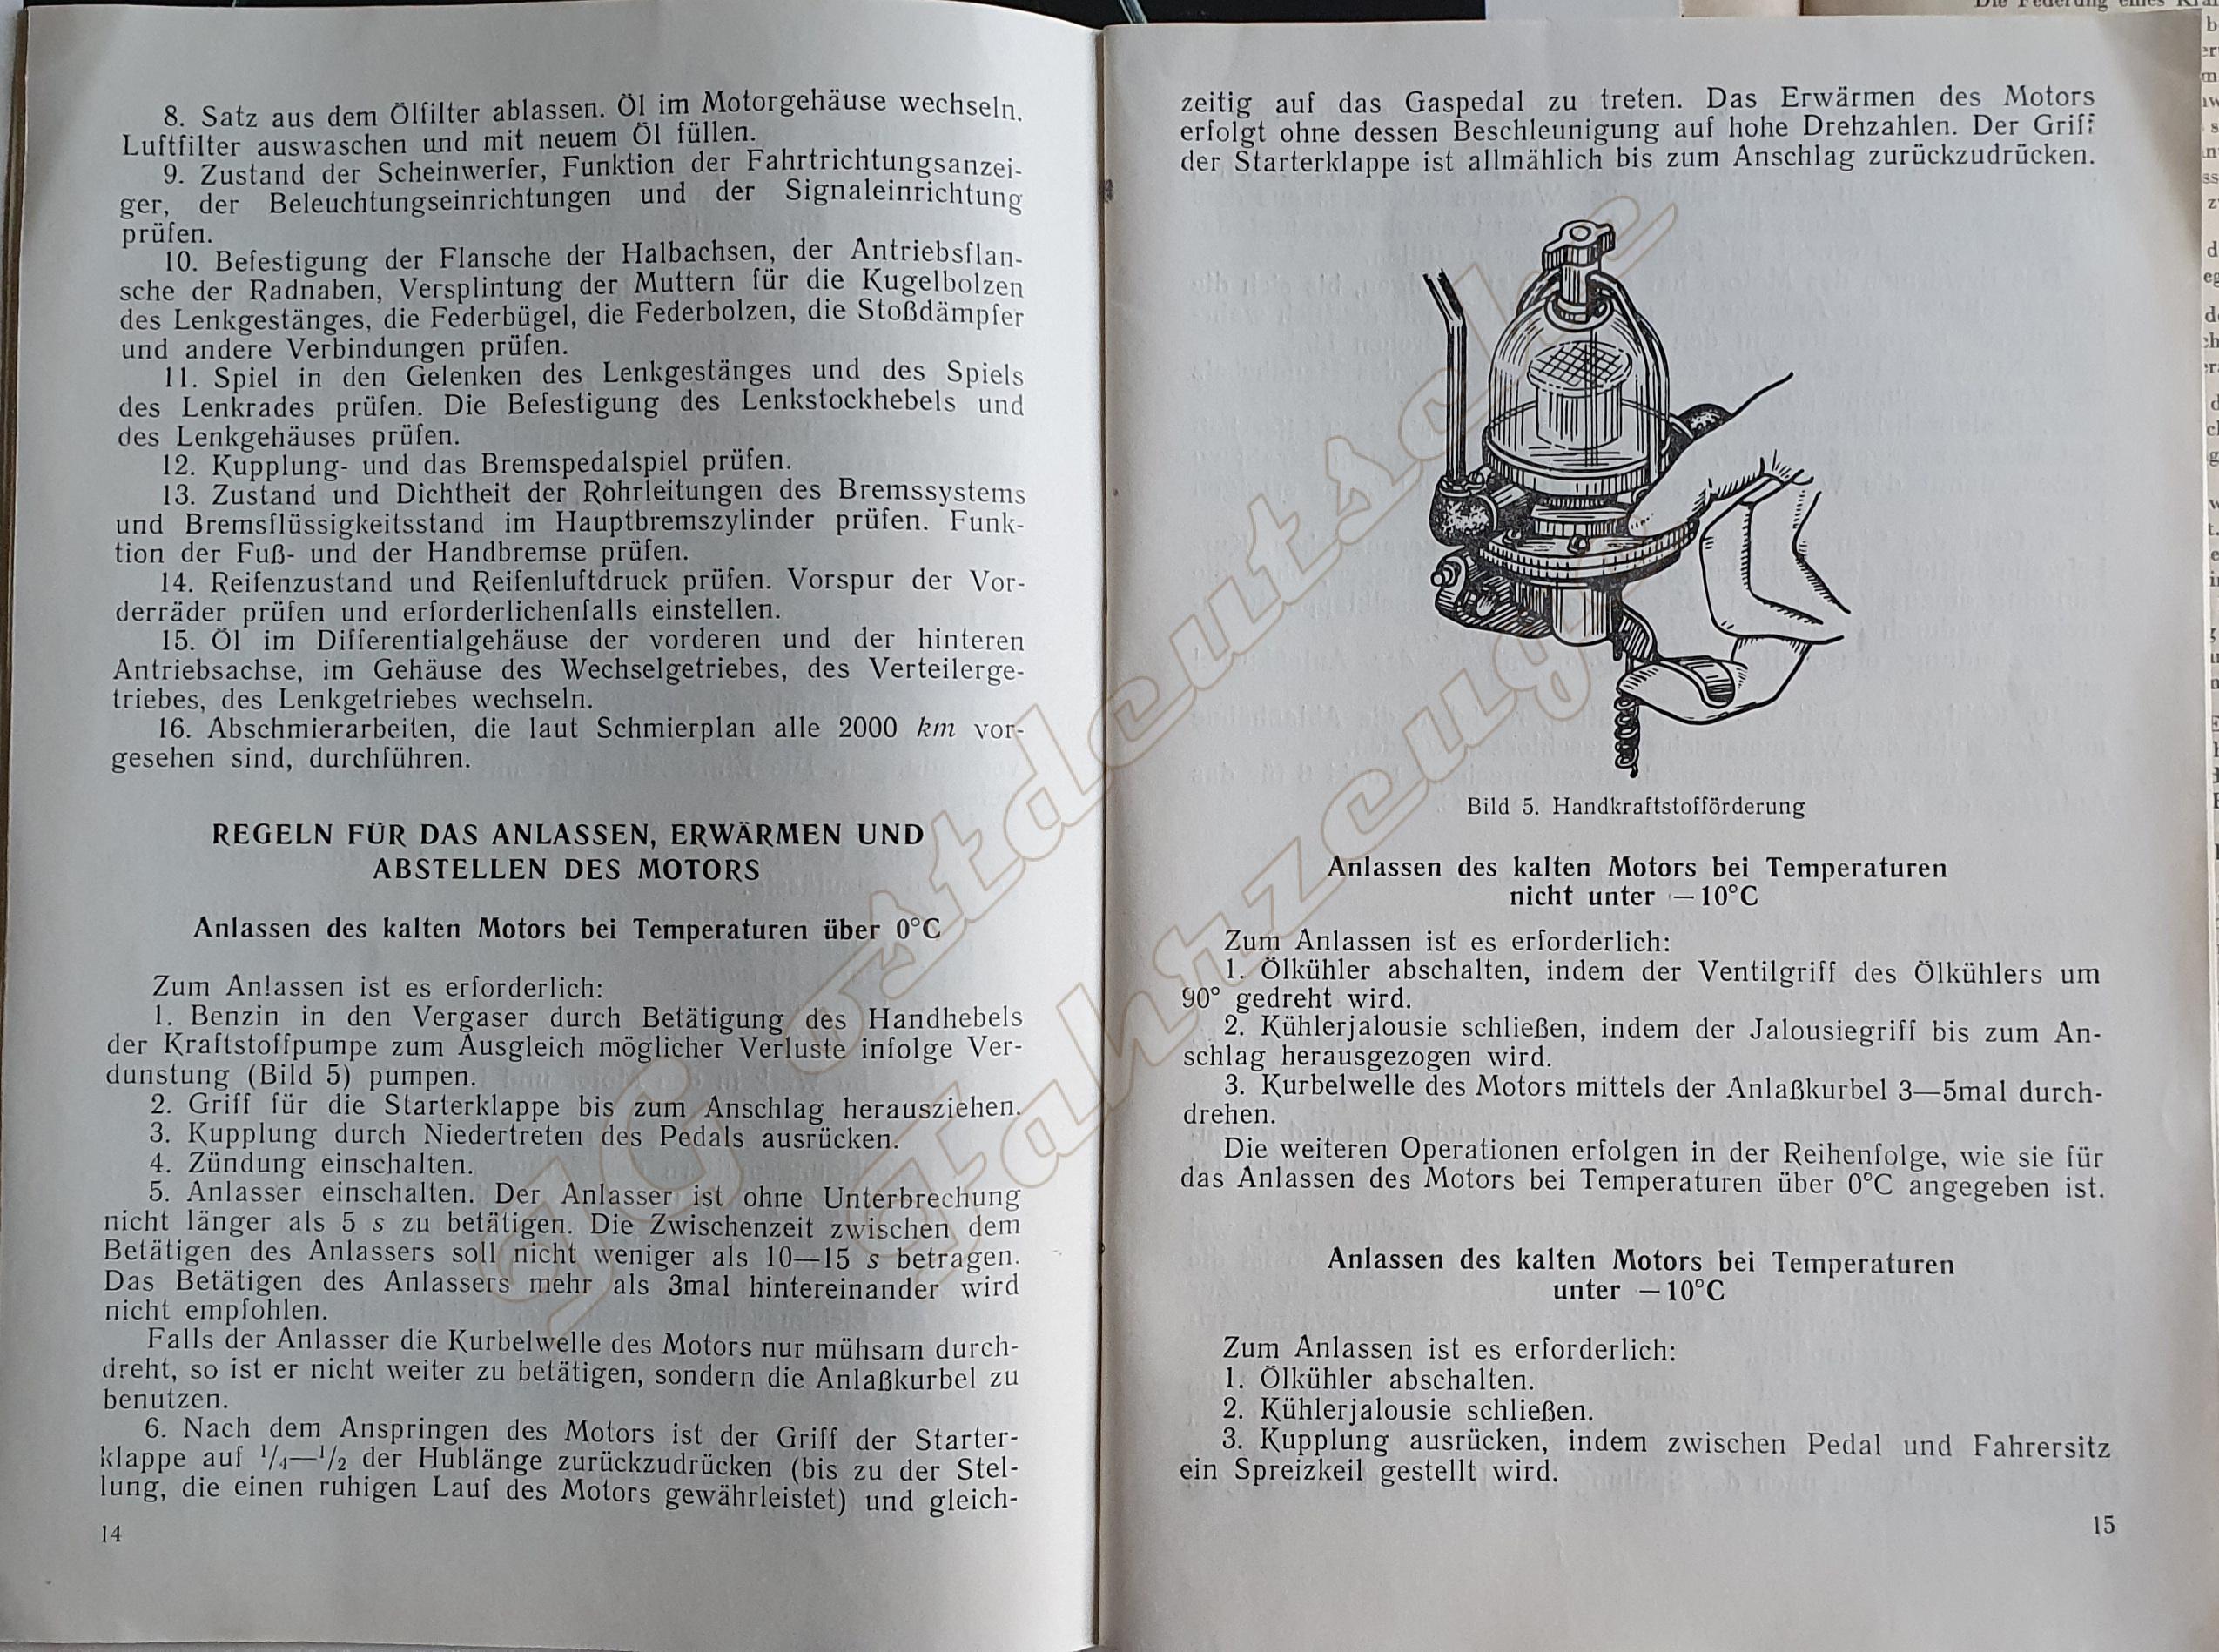 8. Satz aus dem Ölfilter ablassen. Öl im Motorgehäuse wechseln.
Luftfilter auswaschen und mit neuem Öl füllen.
9. Zustand der Scheinwerfer, Funktion der Fahrtrichtungsanzei-
ger, der Beleuchtungseinrichtungen und der Signaleinrichtung
prüfen.
10. Befestigung der Flansche der Halbachsen, der Antriebsflan-
sche der Radnaben, Versplintung der Muttern für die Kugelbolzen
des Lenkgestänges, die Federbügel, die Federbolzen, die Stoßdämpfer
und andere Verbindungen prüfen.
11. Spiel in den Gelenken des Lenkgestänges und des Spiels
des Lenkrades prüfen. Die Befestigung des Lenkstockhebels und
des Lenkgehäuses prüfen.
12. Kupplung- und das Bremspedalspiel prüfen.
13. Zustand und Dichtheit der Rohrleitungen des Bremssystems
und Bremsflüssigkeitsstand im Hauptbremszylinder prüfen. Funk-
tion der Fuß- und der Handbremse prüfen.
14. Reifenzustand und Reifenluftdruck prüfen. Vorspur der Vor-
derräder prüfen und erforderlichenfalls einstellen.
15. Öl im Differentialgehäuse der vorderen und der hinteren
Antriebsachse, im Gehäuse des Wechselgetriebes, des Verteilerge-
triebes, des Lenkgetriebes wechseln.
16. Abschmierarbeiten, die laut Schmierplan alle 2000 km vor-
gesehen sind, durchführen.
REGELN FÜR DAS ANLASSEN, ERWÄRMEN UND
ABSTELLEN DES MOTORS
Anlassen des kalten Motors bei Temperaturen über 0°C
Zum Anlassen ist es erforderlich:
1. Benzin in den Vergaser durch Betätigung des Handhebels
der Kraftstoffpumpe zum Ausgleich möglicher Verluste infolge Ver-
dunstung (Bild 5) pumpen.
2. Griff für die Starterklappe bis zum Anschlag herausziehen.
3. Kupplung durch Niedertreten des Pedals ausrücken.
4. Zündung einschalten.
5. Anlasser einschalten. Der Anlasser ist ohne Unterbrechung
nicht länger als 5 s zu betätigen. Die Zwischenzeit zwischen dem
Betätigen des Anlassers soll nicht weniger als 10—15 s betragen.
Das Betätigen des Anlassers mehr als 3mal hintereinander wird
nicht empfohlen.
Falls der Anlasser die Kurbelwelle des Motors nur mühsam durch-
dreht, so ist er nicht weiter zu betätigen, sondern die Anlaßkurbel zu
benutzen.
6. Nach dem Anspringen des Motors ist der Griff der Starter-
klappe auf 1/4—1/2 der Hublänge zurückzudrücken (bis zu der Stel-
lung, die einen ruhigen Lauf des Motors gewährleistet) und gleich-
14
zeitig auf das Gaspedal zu treten. Das Erwärmen des Motors
erfolgt ohne dessen Beschleunigung auf hohe Drehzahlen. Der Griff
der Starterklappe ist allmählich bis zum Anschlag zurückzudrücken.
Bild 5. Handkraftstofförderung
Anlassen des kalten Motors bei Temperaturen
nicht unter —10°C
Zum Anlassen ist es erforderlich:
1. Ölkühler abschalten, indem der Ventilgriff des Ölkühlers um
90° gedreht wird.
2. Kühlerjalousie schließen, indem der Jalousiegriff bis zum An-
schlag herausgezogen wird.
3. Kurbelwelle des Motors mittels der Anlaßkurbel 3—5mal durch-
drehen.
Die weiteren Operationen erfolgen in der Reihenfolge, wie sie für
das Anlassen des Motors bei Temperaturen über 0°C angegeben ist.
Anlassen des kalten Motors bei Temperaturen
unter —10°C
Zum Anlassen ist es erforderlich:
1. Ölkühler abschalten.
2. Kühlerjalousie schließen.
3. Kupplung ausrücken, indem zwischen Pedal und Fahrersitz
ein Spreizkeil gestellt wird.
15
IG Ostdeutsche
Fahrzeuge